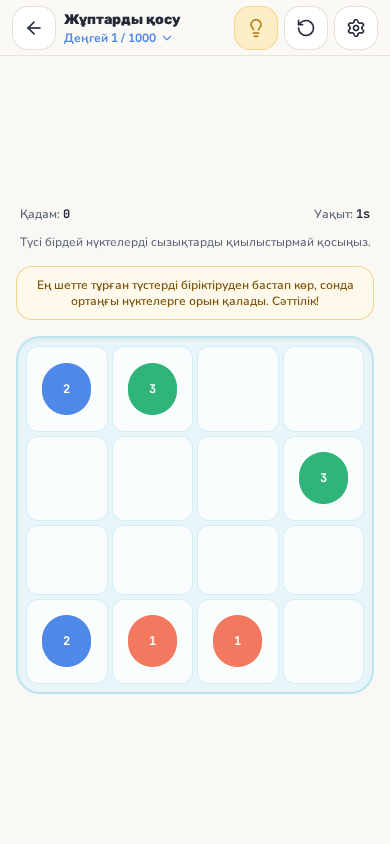 Жұптарды қосу
Деңгей 1 / 1000
Қадам: 0
Уақыт: 1s
Түсі бірдей нүктелерді сызықтарды қиылыстырмай қосыңыз.
Ең шетте тұрған түстерді біріктіруден бастап көр, сонда
ортаңғы нүктелерге орын қалады. Сәттілік!
2
3
3
2
1
1